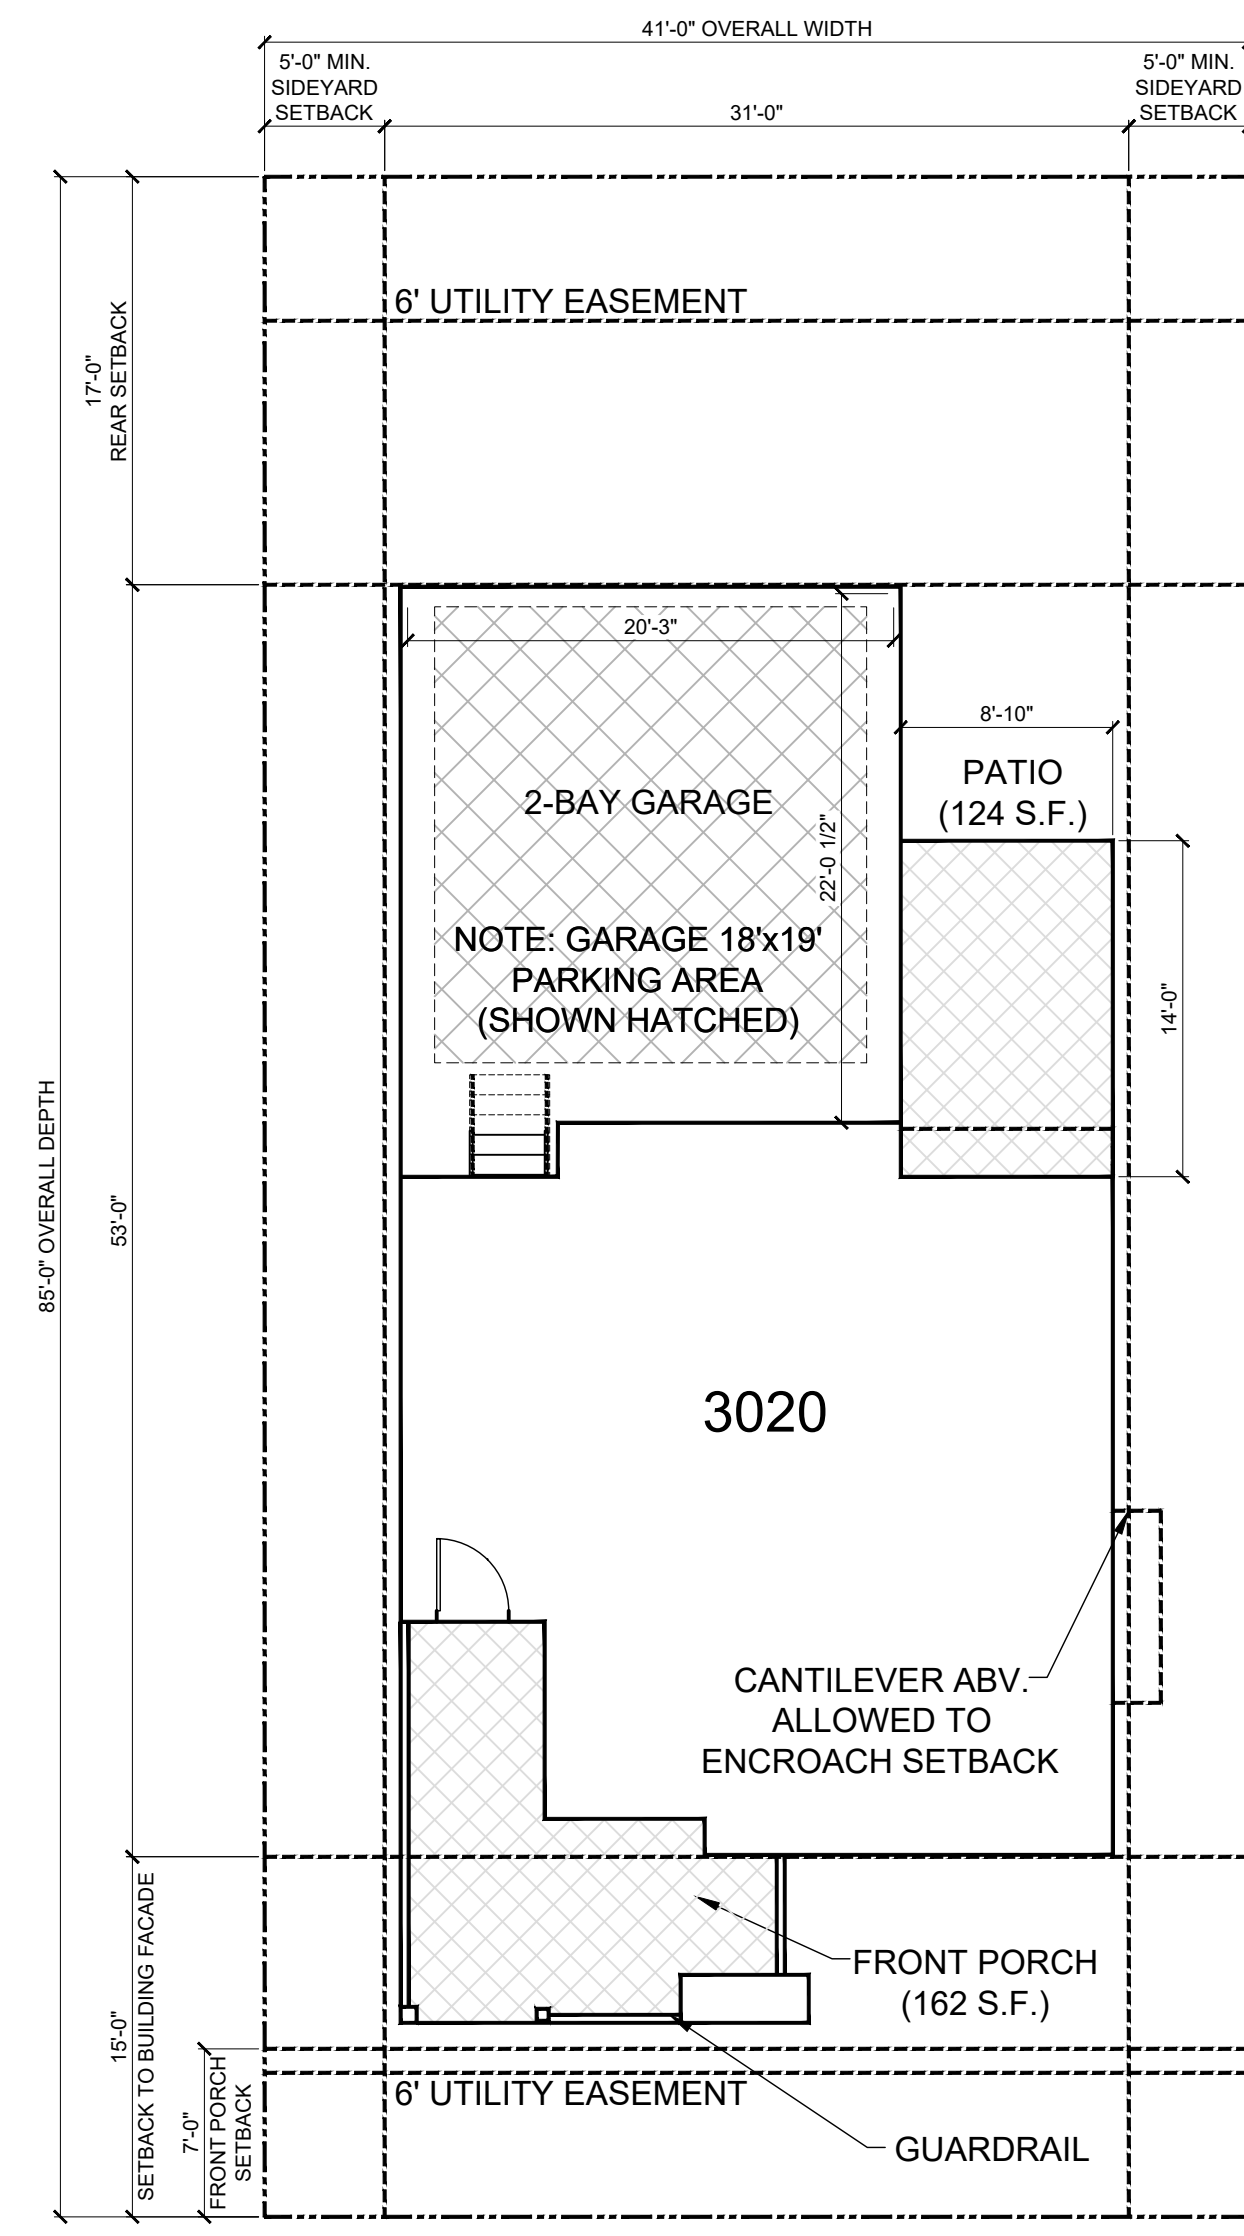 41'-0" OVERALL WIDTH
5'-0" MIN.
SIDEYARD
SETBACK
31'-0"
5'-0" MIN.
SIDEYARD
SETBACK
6' UTILITY EASEMENT
17'-0"
REAR SETBACK
20'-3"
8'-10"
PATIO
(124 S.F.)
2-BAY GARAGE
22'-0 1/2"
NOTE: GARAGE 18'x19'
PARKING AREA
(SHOWN HATCHED)
14'-0"
85'-0" OVERALL DEPTH
53'-0"
3020
CANTILEVER ABV.
ALLOWED TO
ENCROACH SETBACK
15'-0"
SETBACK TO BUILDING FACADE
FRONT PORCH
(162 S.F.)
7'-0"
FRONT PORCH
SETBACK
6' UTILITY EASEMENT
GUARDRAIL